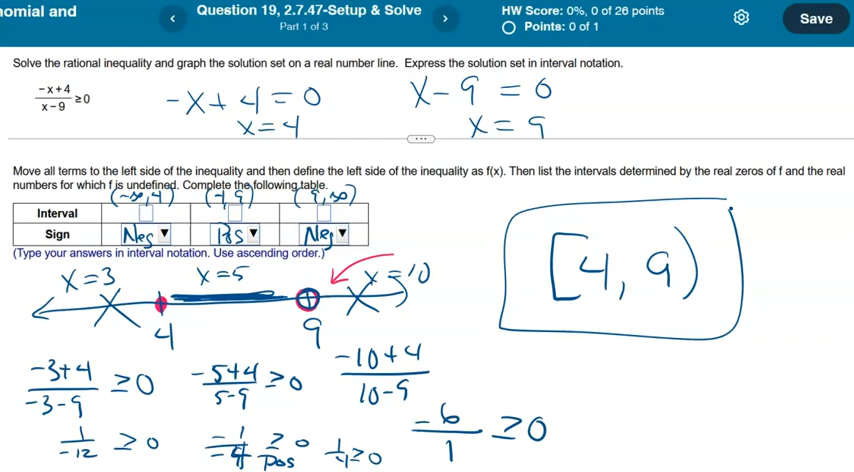 nomial and
Question 19, 2.7.47-Setup & Solve
Part 1 of 3
HW Score: 0%, 0 of 26 points
Points: 0 of 1
Save
Solve the rational inequality and graph the solution set on a real number line. Express the solution set in interval notation.
−x+4 / x−9 ≥0
-x + 4 = 0
x = 4
x - 9 = 0
x = 9
Move all terms to the left side of the inequality and then define the left side of the inequality as f(x). Then list the intervals determined by the real zeros of f and the real
numbers for which f is undefined. Complete the following table.
(-∞, 4) (4, 9) (9, ∞)
Interval
Sign Neg ▼ Pos ▼ Neg ▼
(Type your answers in interval notation. Use ascending order.)
[4, 9)
x = 3 x = 5 x = 10
4 9
-3+4 / -3-9 ≥ 0 -5+4 / 5-9 ≥ 0 -10+4 / 10-9
1 / -12 ≥ 0 -1 / -4 ≥ 0 1/4 ≥ 0 -6 / 1 ≥ 0
pos